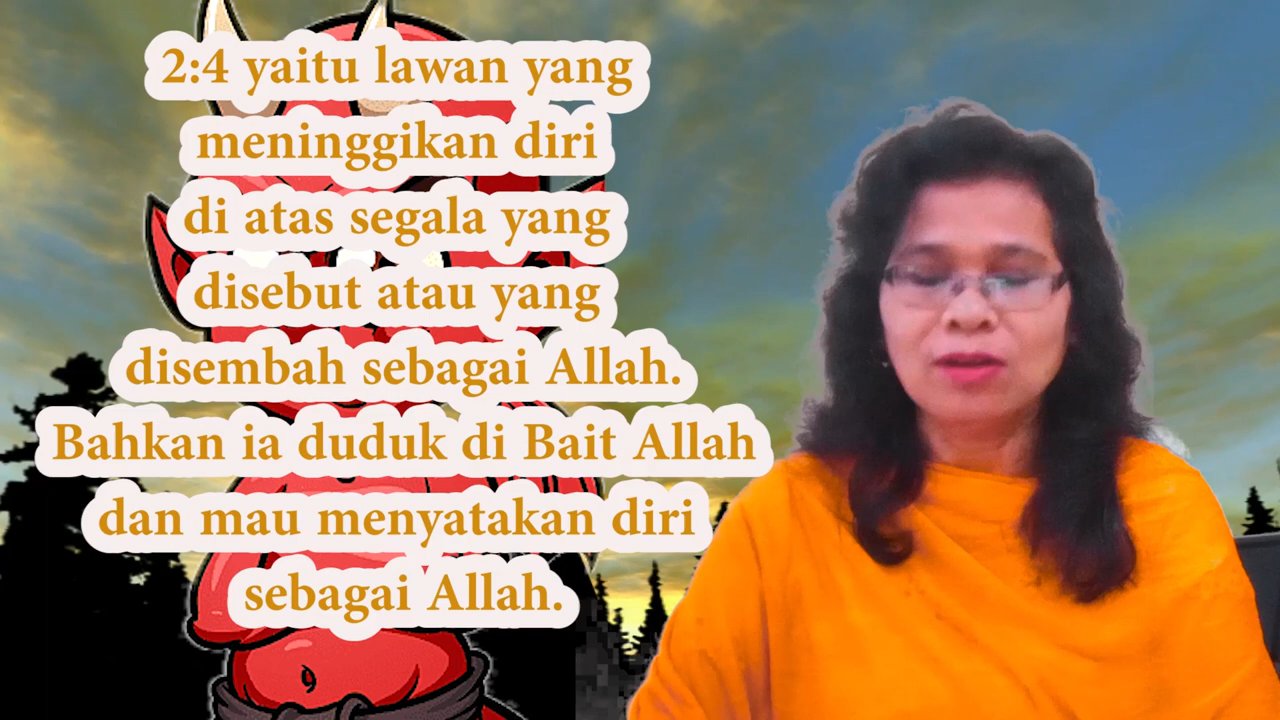 2:4 yaitu lawan yang
meninggikan diri
di atas segala yang
disebut atau yang
disembah sebagai Allah.
Bahkan ia duduk di Bait Allah
dan mau menyatakan diri
sebagai Allah.